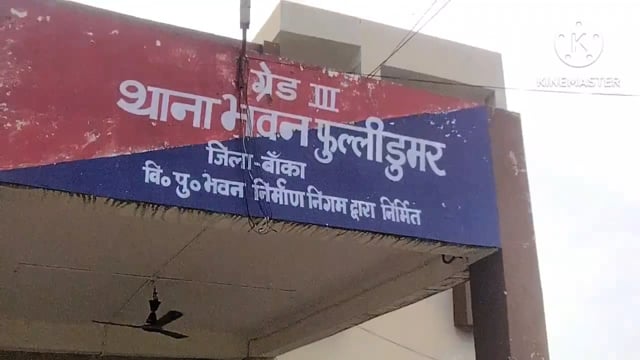 ग्रेड III
थाना भवन फुल्लीडुमर
जिला-बाँका
बि० पु० भवन निर्माण निगम द्वारा निर्मित
KINEMASTER